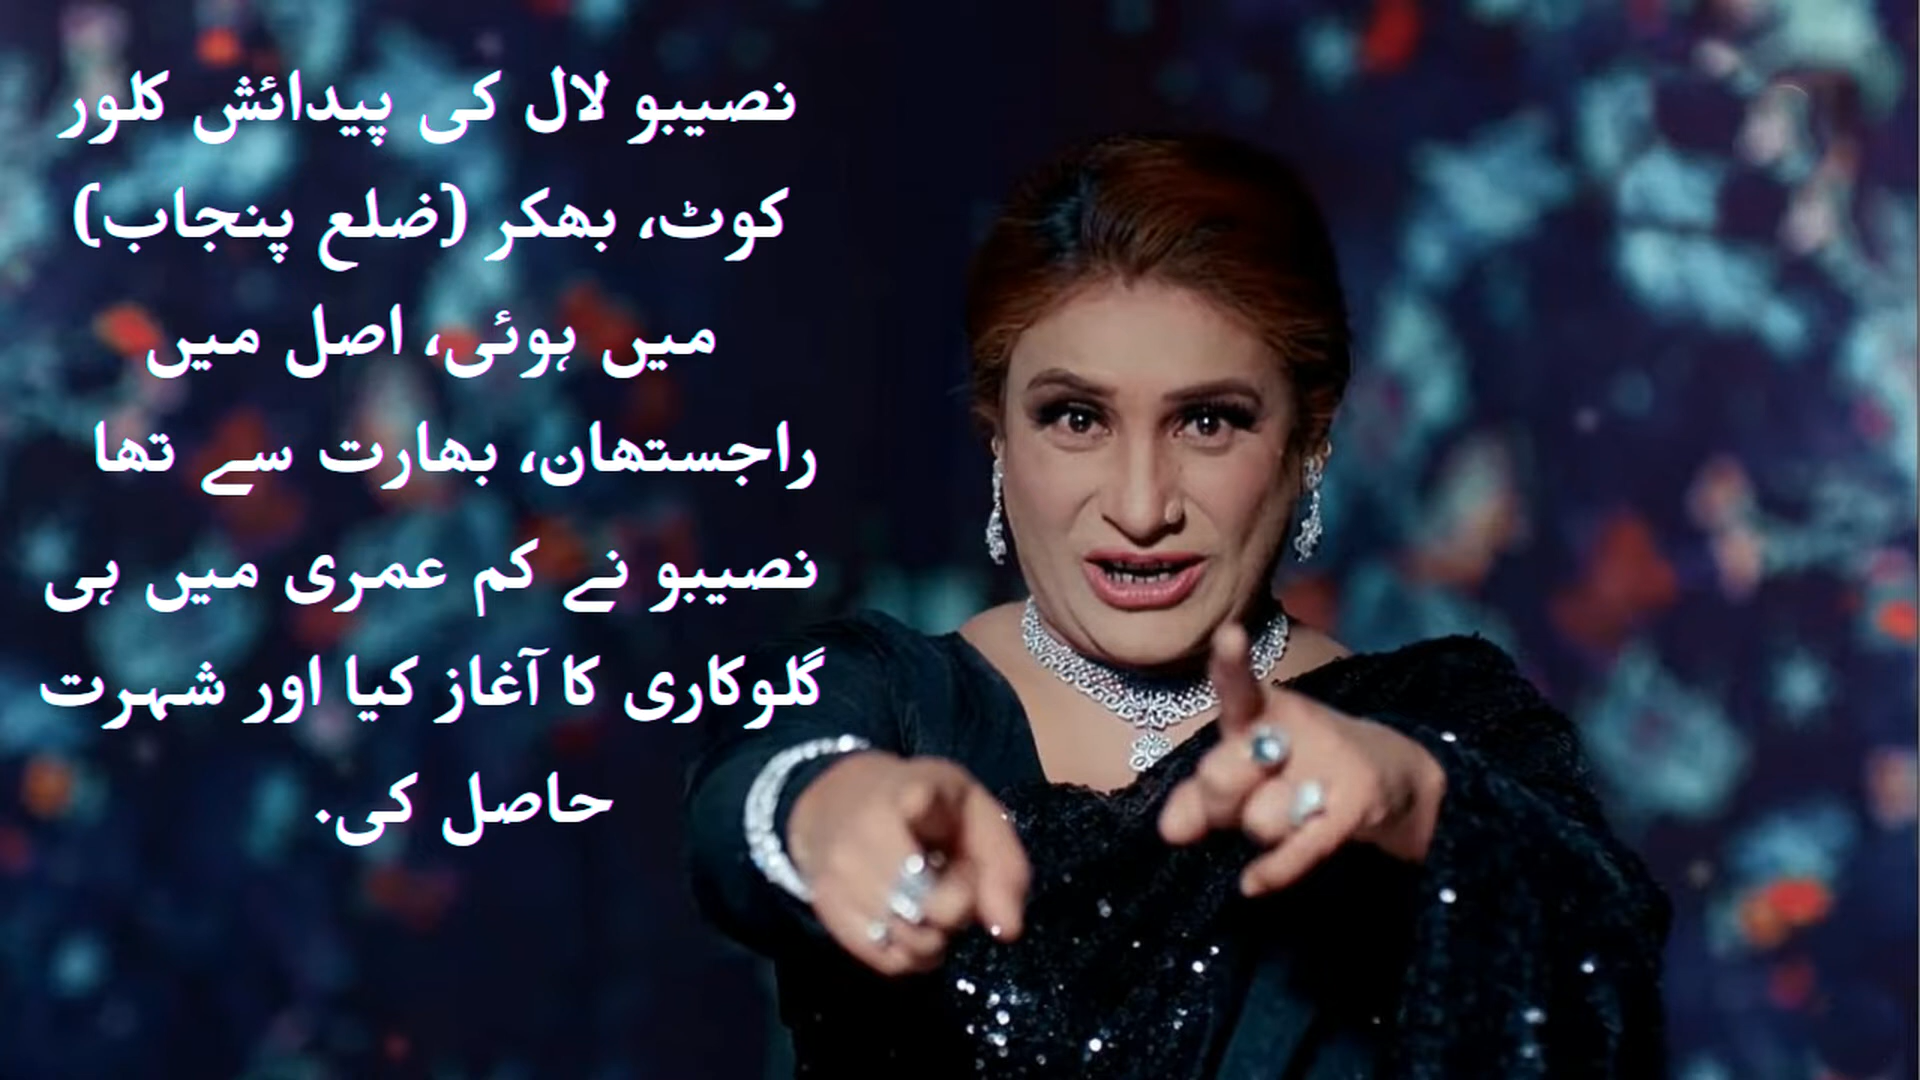 نصیبو لال کی پیدائش کلور
کوٹ، بھکر (ضلع پنجاب)
میں ہوئی، اصل میں
راجستھان، بھارت سے تھا
نصیبو نے کم عمری میں ہی
گلوکاری کا آغاز کیا اور شہرت
حاصل کی.